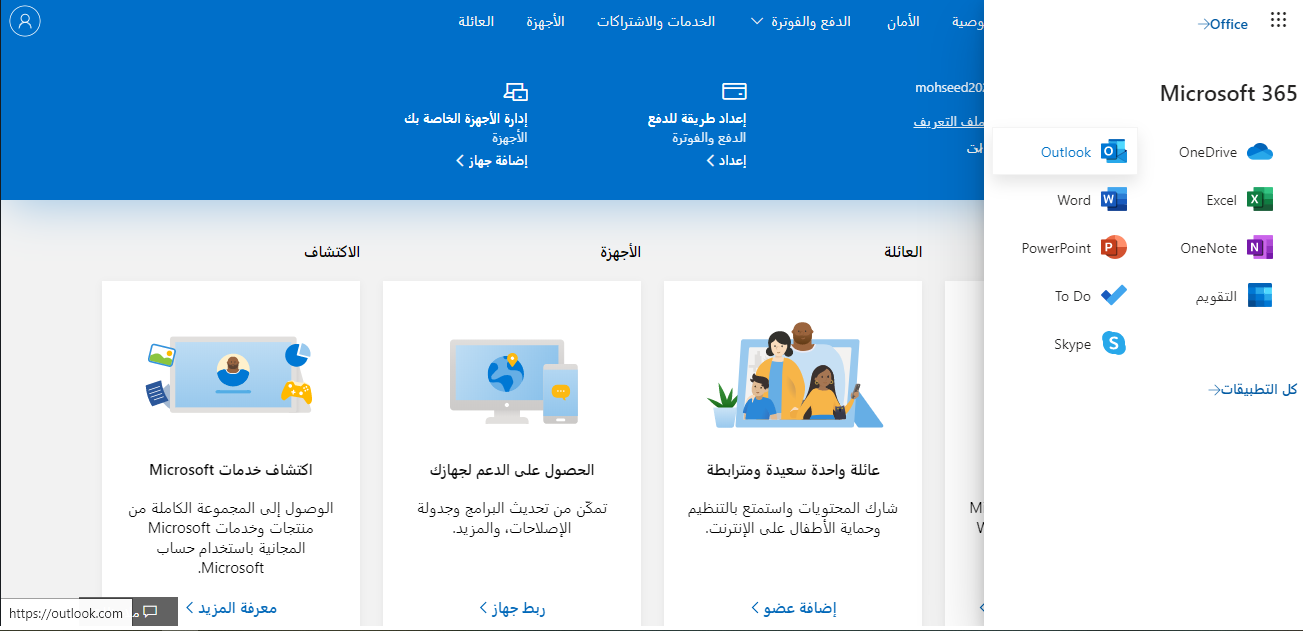 Office
Microsoft 365
OneDrive
Outlook
Excel
Word
OneNote
PowerPoint
التقويم
To Do
Skype
كل التطبيقات
الأمان
الدفع والفوترة
الخدمات والاشتراكات
الأجهزة
العائلة
ملف التعريف
إعداد طريقة للدفع
الدفع والفوترة
إعداد
إدارة الأجهزة الخاصة بك
الأجهزة
إضافة جهاز
العائلة
عائلة واحدة سعيدة ومترابطة
شارك المحتويات واستمتع بالتنظيم
وحماية الأطفال على الإنترنت.
إضافة عضو
الأجهزة
الحصول على الدعم لجهازك
تمكّن من تحديث البرامج وجدولة
الإصلاحات، والمزيد.
ربط جهاز
الاكتشاف
اكتشاف خدمات Microsoft
الوصول إلى المجموعة الكاملة من
منتجات وخدمات Microsoft
المجانية باستخدام حساب
Microsoft.
معرفة المزيد
https://outlook.com